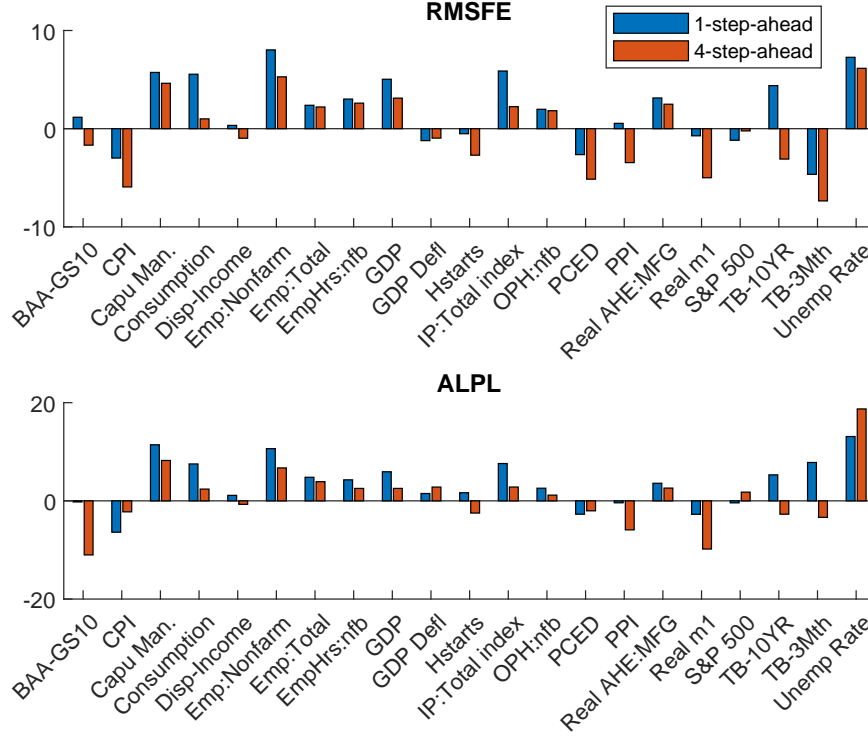 RMSFE
1-step-ahead
4-step-ahead
10
0
-10
BAA-GS10
CPI
Capu Man.
Consumption
Disp-Income
Emp:Nonfarm
Emp:Total
EmpHrs:nfb
GDP
GDP Defl
Hstarts
IP:Total index
OPH:nfb
PCED
PPI
Real AHE:MFG
Real m1
S&P 500
TB-10YR
TB-3Mth
Unemp Rate
ALPL
20
0
-20
BAA-GS10
CPI
Capu Man.
Consumption
Disp-Income
Emp:Nonfarm
Emp:Total
EmpHrs:nfb
GDP
GDP Defl
Hstarts
IP:Total index
OPH:nfb
PCED
PPI
Real AHE:MFG
Real m1
S&P 500
TB-10YR
TB-3Mth
Unemp Rate